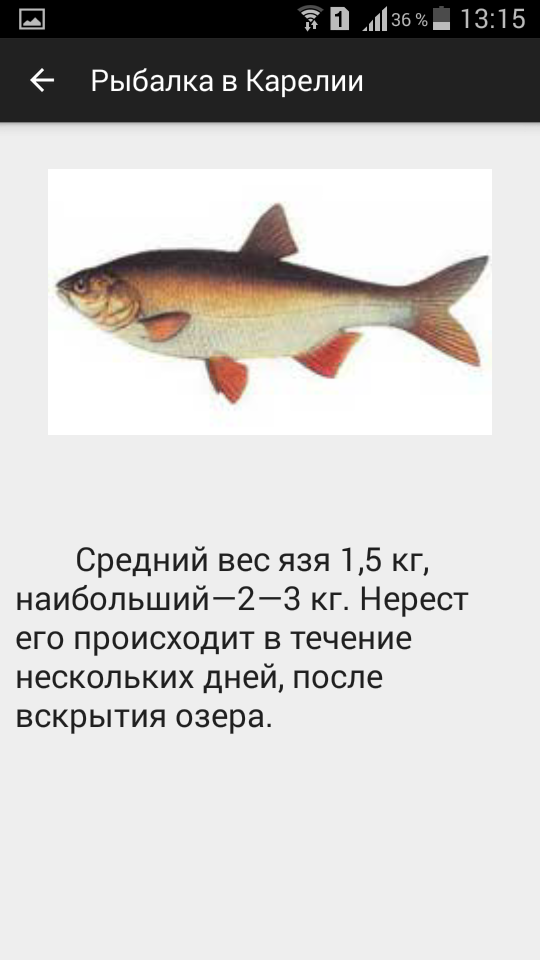 1 36 % 13:15
Рыбалка в Карелии
Средний вес язя 1,5 кг,
наибольший—2—3 кг. Нерест
его происходит в течение
нескольких дней, после
вскрытия озера.